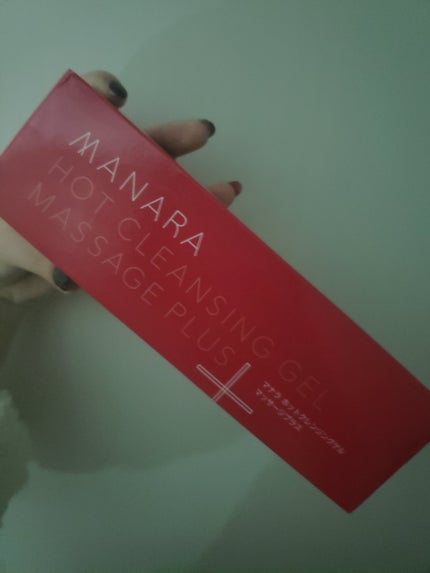 MANARA
HOT CLEANSING GEL
MASSAGE PLUS
マナラ ホットクレンジングゲル
マッサージプラス